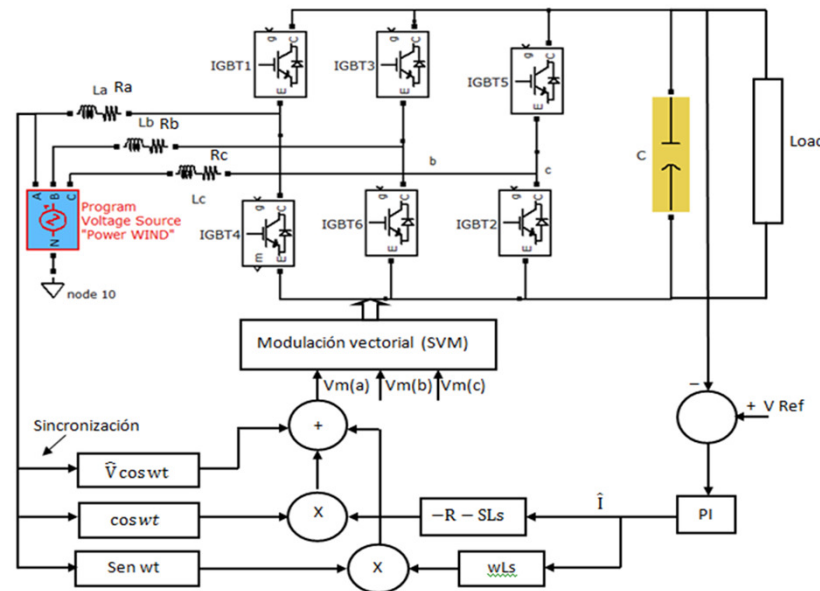 g
C
IGBT1
E
g
C
IGBT3
E
g
C
IGBT5
E
La Ra
Lb Rb
Rc
Lc
b
c
C
Load
A
B
C
N
Program
Voltage Source
"Power WIND"
node 10
g
C
IGBT4
m
E
g
C
IGBT6
E
g
C
IGBT2
E
Modulación vectorial (SVM)
Vm(a)
Vm(b)
Vm(c)
−
+ V Ref
Sincronización
+
V̂ cos wt
cos wt
X
−R − SLs
Î
PI
Sen wt
X
wLs